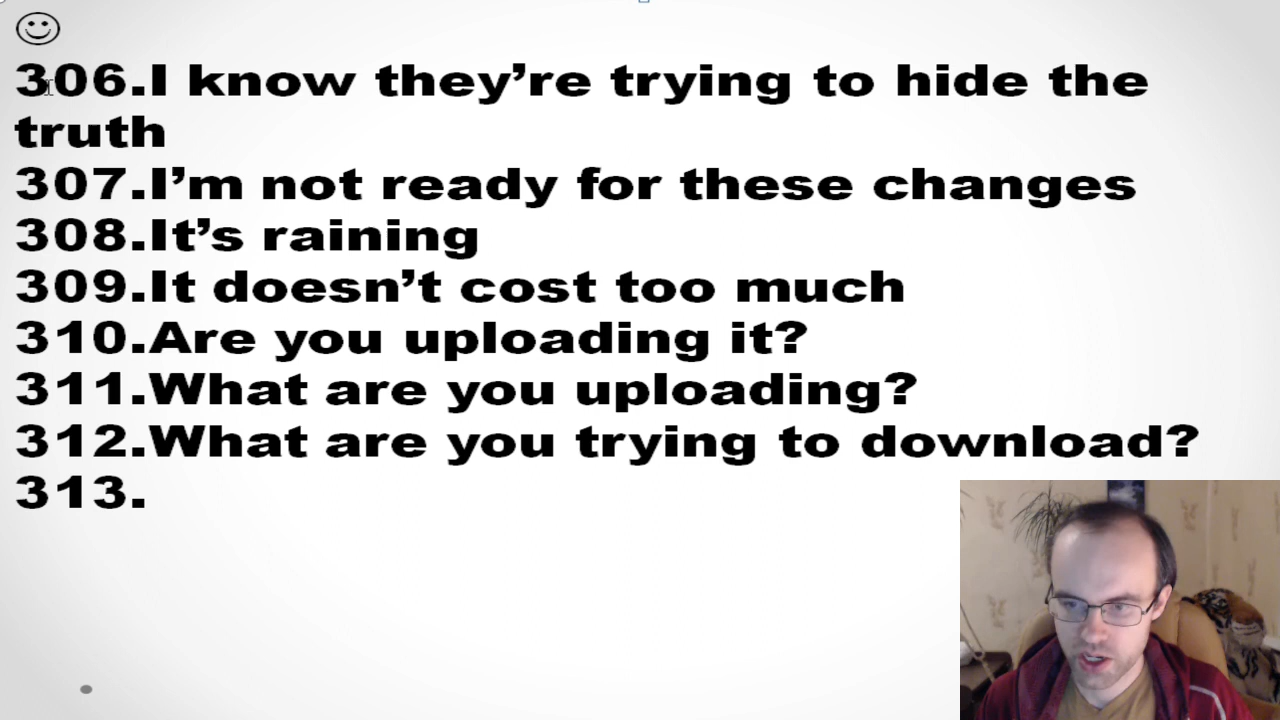 306.I know they’re trying to hide the
truth
307.I’m not ready for these changes
308.It’s raining
309.It doesn’t cost too much
310.Are you uploading it?
311.What are you uploading?
312.What are you trying to download?
313.